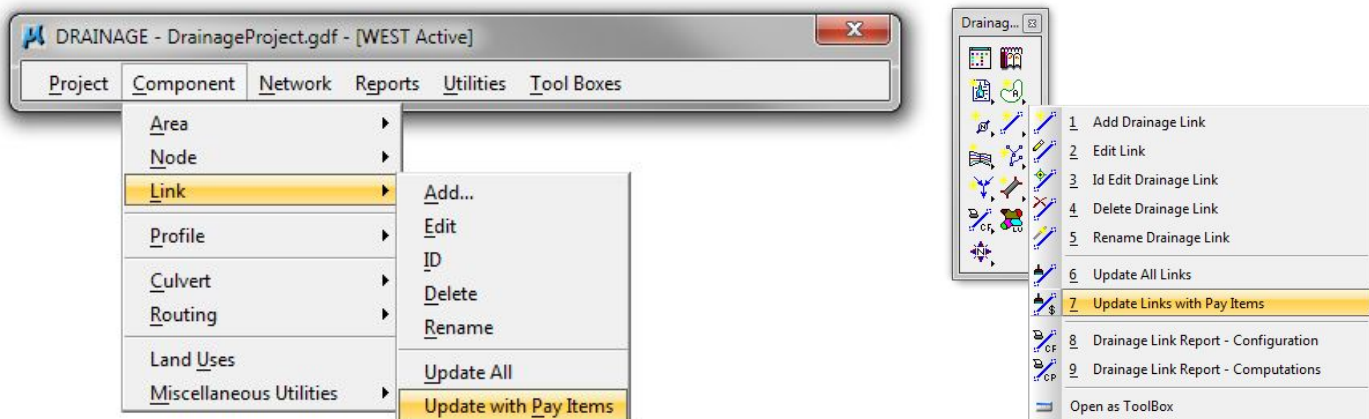 DRAINAGE - DrainageProject.gdf - [WEST Active]
Project Component Network Reports Utilities Tool Boxes
Area
Node
Link
Profile
Culvert
Routing
Land Uses
Miscellaneous Utilities
Add...
Edit
ID
Delete
Rename
Update All
Update with Pay Items
Drainag...
1 Add Drainage Link
2 Edit Link
3 Id Edit Drainage Link
4 Delete Drainage Link
5 Rename Drainage Link
6 Update All Links
7 Update Links with Pay Items
8 Drainage Link Report - Configuration
9 Drainage Link Report - Computations
Open as ToolBox